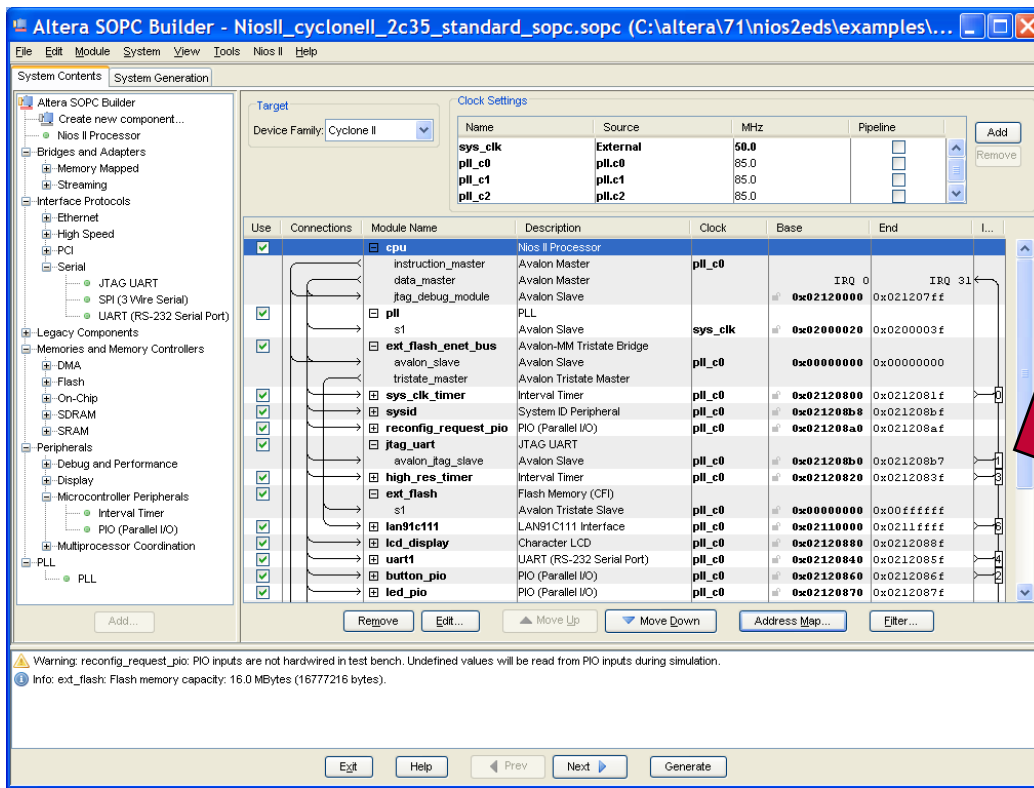 Altera SOPC Builder - NiosII_cycloneII_2c35_standard_sopc.sopc (C:\altera\71\nios2eds\examples\...
File Edit Module System View Tools Nios II Help
System Contents System Generation
Altera SOPC Builder
Create new component...
Nios II Processor
Bridges and Adapters
Memory Mapped
Streaming
Interface Protocols
Ethernet
High Speed
PCI
Serial
JTAG UART
SPI (3 Wire Serial)
UART (RS-232 Serial Port)
Legacy Components
Memories and Memory Controllers
DMA
Flash
On-Chip
SDRAM
SRAM
Peripherals
Debug and Performance
Display
Microcontroller Peripherals
Interval Timer
PIO (Parallel I/O)
Multiprocessor Coordination
PLL
PLL
Add...
Target
Device Family: Cyclone II
Clock Settings
Name Source MHz Pipeline
sys_clk External 50.0
pll_c0 pll.c0 85.0
pll_c1 pll.c1 85.0
pll_c2 pll.c2 85.0
Add
Remove
Use Connections Module Name Description Clock Base End I...
cpu Nios II Processor
instruction_master Avalon Master pll_c0
data_master Avalon Master IRQ 0 IRQ 31
jtag_debug_module Avalon Slave 0x02120000 0x021207ff
pll PLL
s1 Avalon Slave sys_clk 0x02000020 0x0200003f
ext_flash_enet_bus Avalon-MM Tristate Bridge
avalon_slave Avalon Slave pll_c0 0x00000000 0x00000000
tristate_master Avalon Tristate Master
sys_clk_timer Interval Timer pll_c0 0x02120800 0x0212081f 0
sysid System ID Peripheral pll_c0 0x021208b8 0x021208bf
reconfig_request_pio PIO (Parallel I/O) pll_c0 0x021208a0 0x021208af
jtag_uart JTAG UART
avalon_jtag_slave Avalon Slave pll_c0 0x021208b0 0x021208b7 1
high_res_timer Interval Timer pll_c0 0x02120820 0x0212083f 3
ext_flash Flash Memory (CFI)
s1 Avalon Tristate Slave pll_c0 0x00000000 0x00ffffff
lan91c111 LAN91C111 Interface pll_c0 0x02110000 0x0211ffff 6
lcd_display Character LCD pll_c0 0x02120880 0x0212088f
uart1 UART (RS-232 Serial Port) pll_c0 0x02120840 0x0212085f 4
button_pio PIO (Parallel I/O) pll_c0 0x02120860 0x0212086f 2
led_pio PIO (Parallel I/O) pll_c0 0x02120870 0x0212087f
Remove Edit... Move Up Move Down Address Map... Filter...
Warning: reconfig_request_pio: PIO inputs are not hardwired in test bench. Undefined values will be read from PIO inputs during simulation.
Info: ext_flash: Flash memory capacity: 16.0 MBytes (16777216 bytes).
Exit Help Prev Next Generate